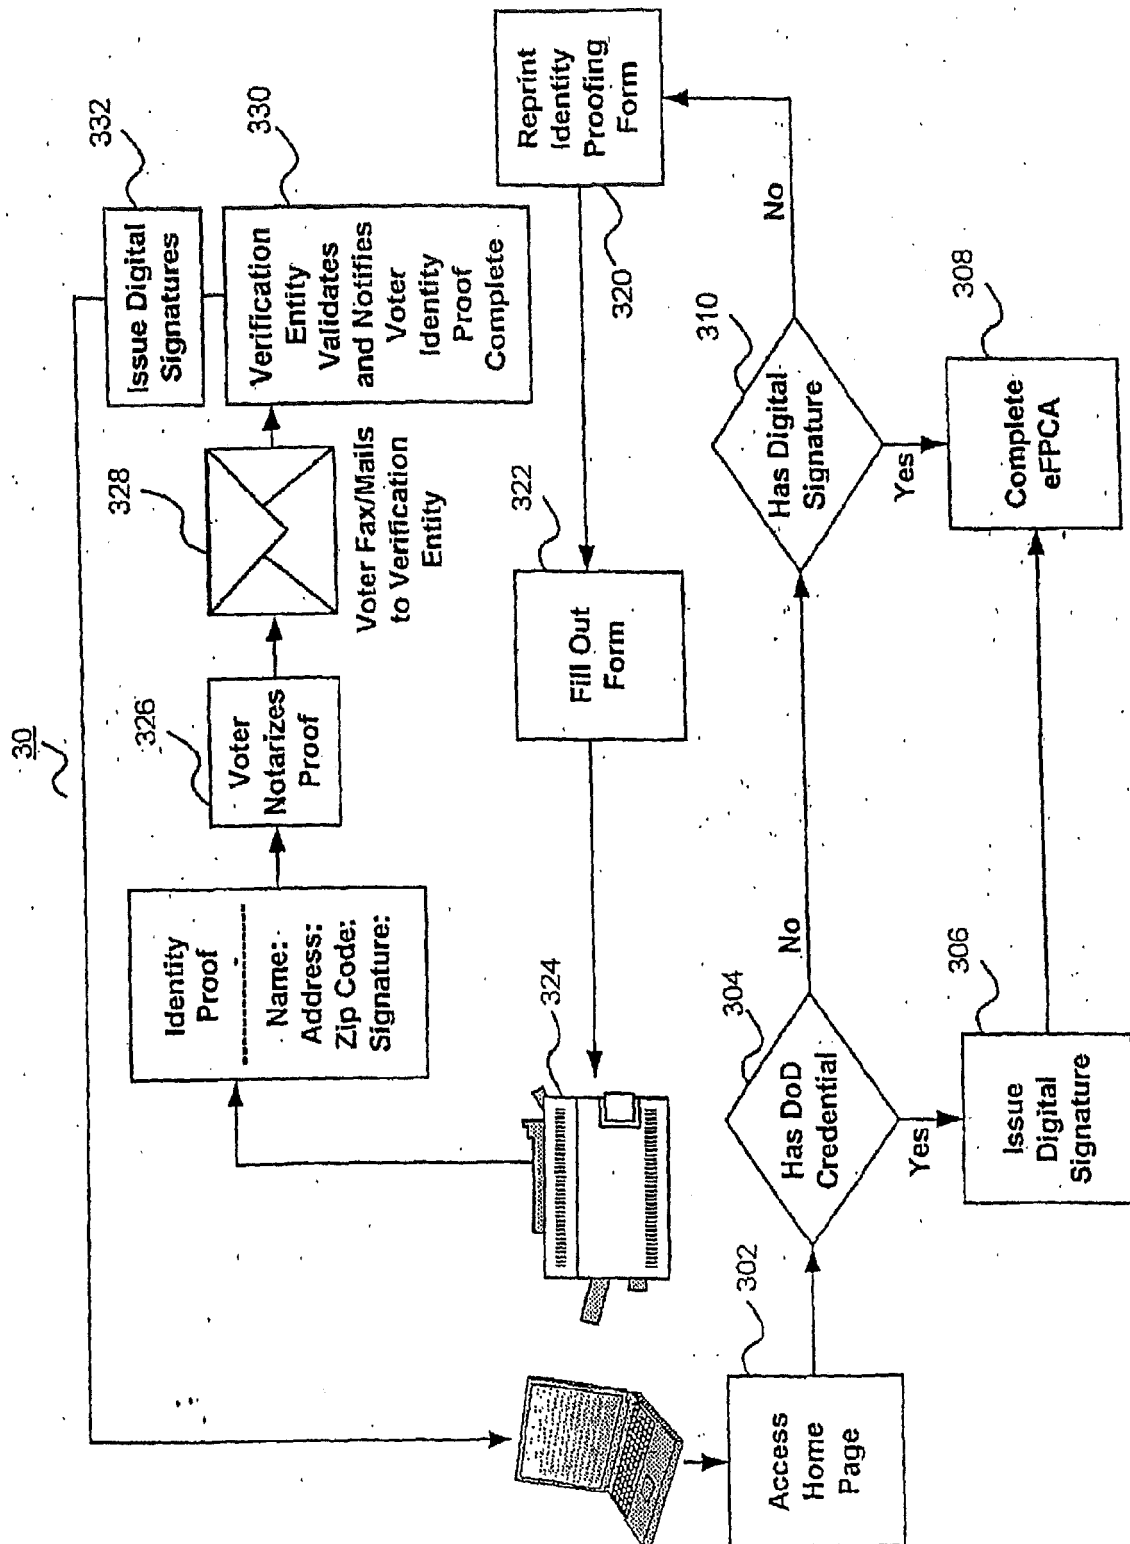 30
332
Issue Digital
Signatures
330
Verification
Entity
Validates
and Notifies
Voter
Identity
Proof
Complete
328
Voter Fax/Mails
to Verification
Entity
326
Voter
Notarizes
Proof
Identity
Proof
Name:
Address:
Zip Code:
Signature:
324
322
Fill Out
Form
320
Reprint
Identity
Proofing
Form
302
Access
Home
Page
304
Has DoD
Credential
No
Yes
306
Issue
Digital
Signature
310
Has Digital
Signature
No
Yes
308
Complete
eFPCA